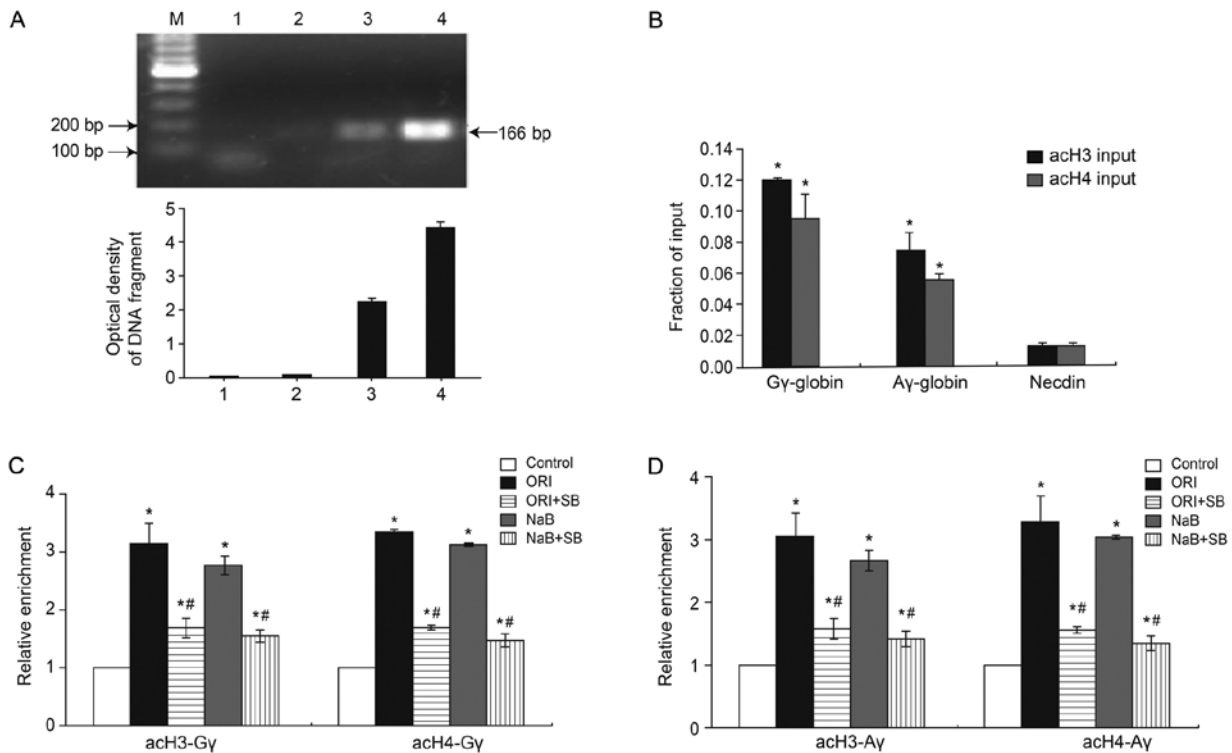 A
M 1 2 3 4
200 bp
100 bp
166 bp
Optical density
of DNA fragment
5
4
3
2
1
0
1 2 3 4
B
acH3 input
acH4 input
Fraction of input
0.14
0.12
0.10
0.08
0.06
0.04
0.02
0.00
* * * *
Gγ-globin Aγ-globin Necdin
C
Control
ORI
ORI+SB
NaB
NaB+SB
Relative enrichment
4
3
2
1
0
* *# * *# * *# * *#
acH3-Gγ acH4-Gγ
D
Control
ORI
ORI+SB
NaB
NaB+SB
Relative enrichment
4
3
2
1
0
* *# * *# * *# * *#
acH3-Aγ acH4-Aγ